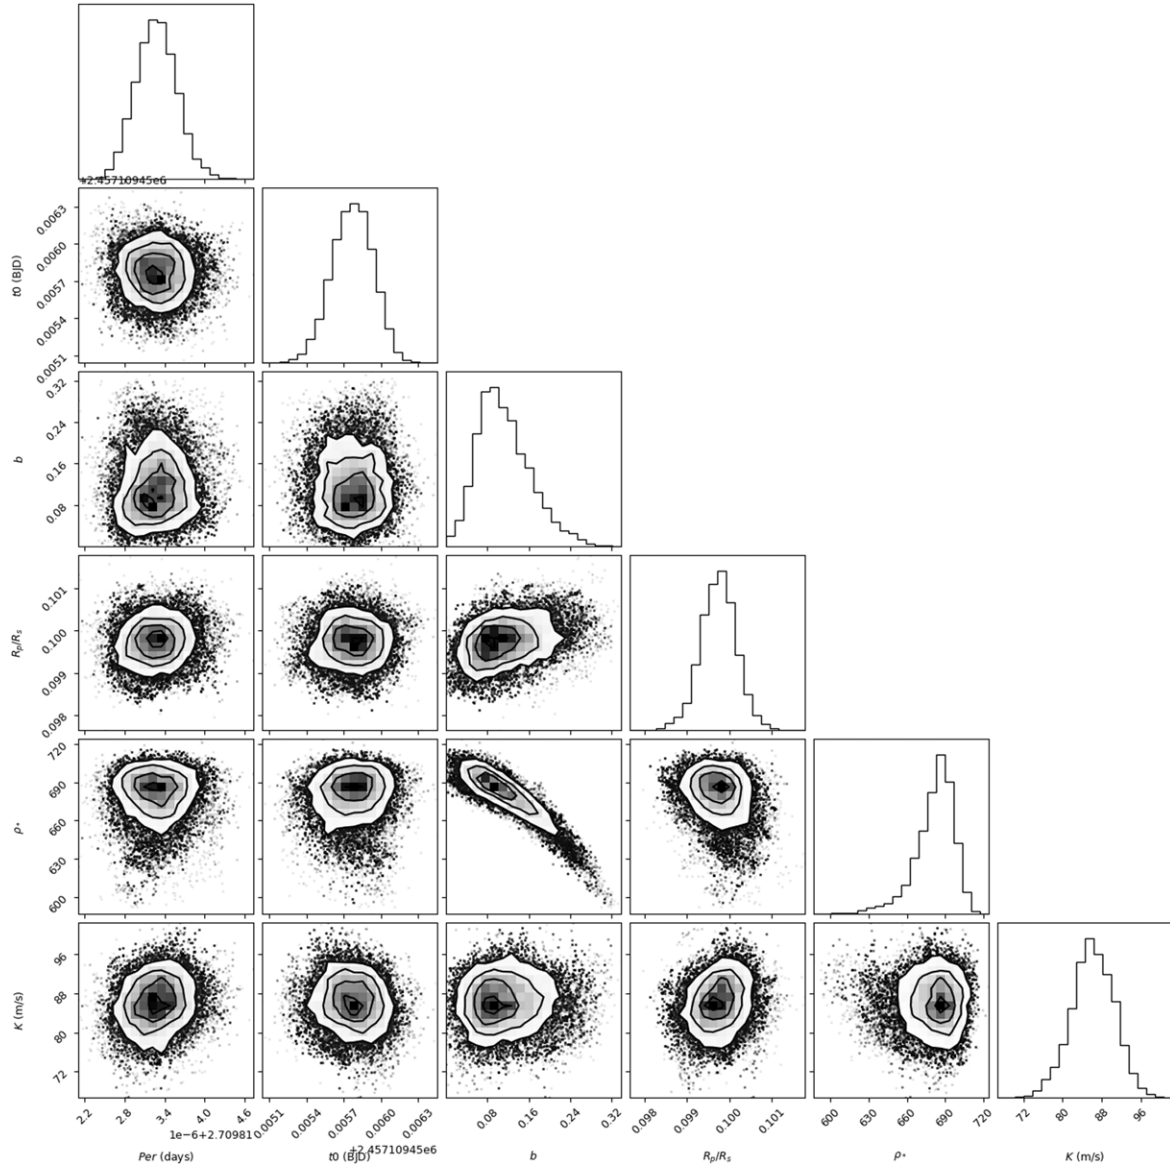 +2.45710945e6
0.0063
0.0060
0.0057
0.0054
0.0051
t0 (BJD)
0.32
0.24
0.16
0.08
b
0.101
0.100
0.099
0.098
Rp/Rs
720
690
660
630
600
ρ⋆
96
88
80
72
K (m/s)
2.2 2.8 3.4 4.0 4.6
1e-6+2.70981
Per (days)
0.0051 0.0054 0.0057 0.0060 0.0063
+2.45710945e6
t0 (BJD)
0.08 0.16 0.24 0.32
b
0.098 0.099 0.100 0.101
Rp/Rs
600 630 660 690 720
ρ⋆
72 80 88 96
K (m/s)